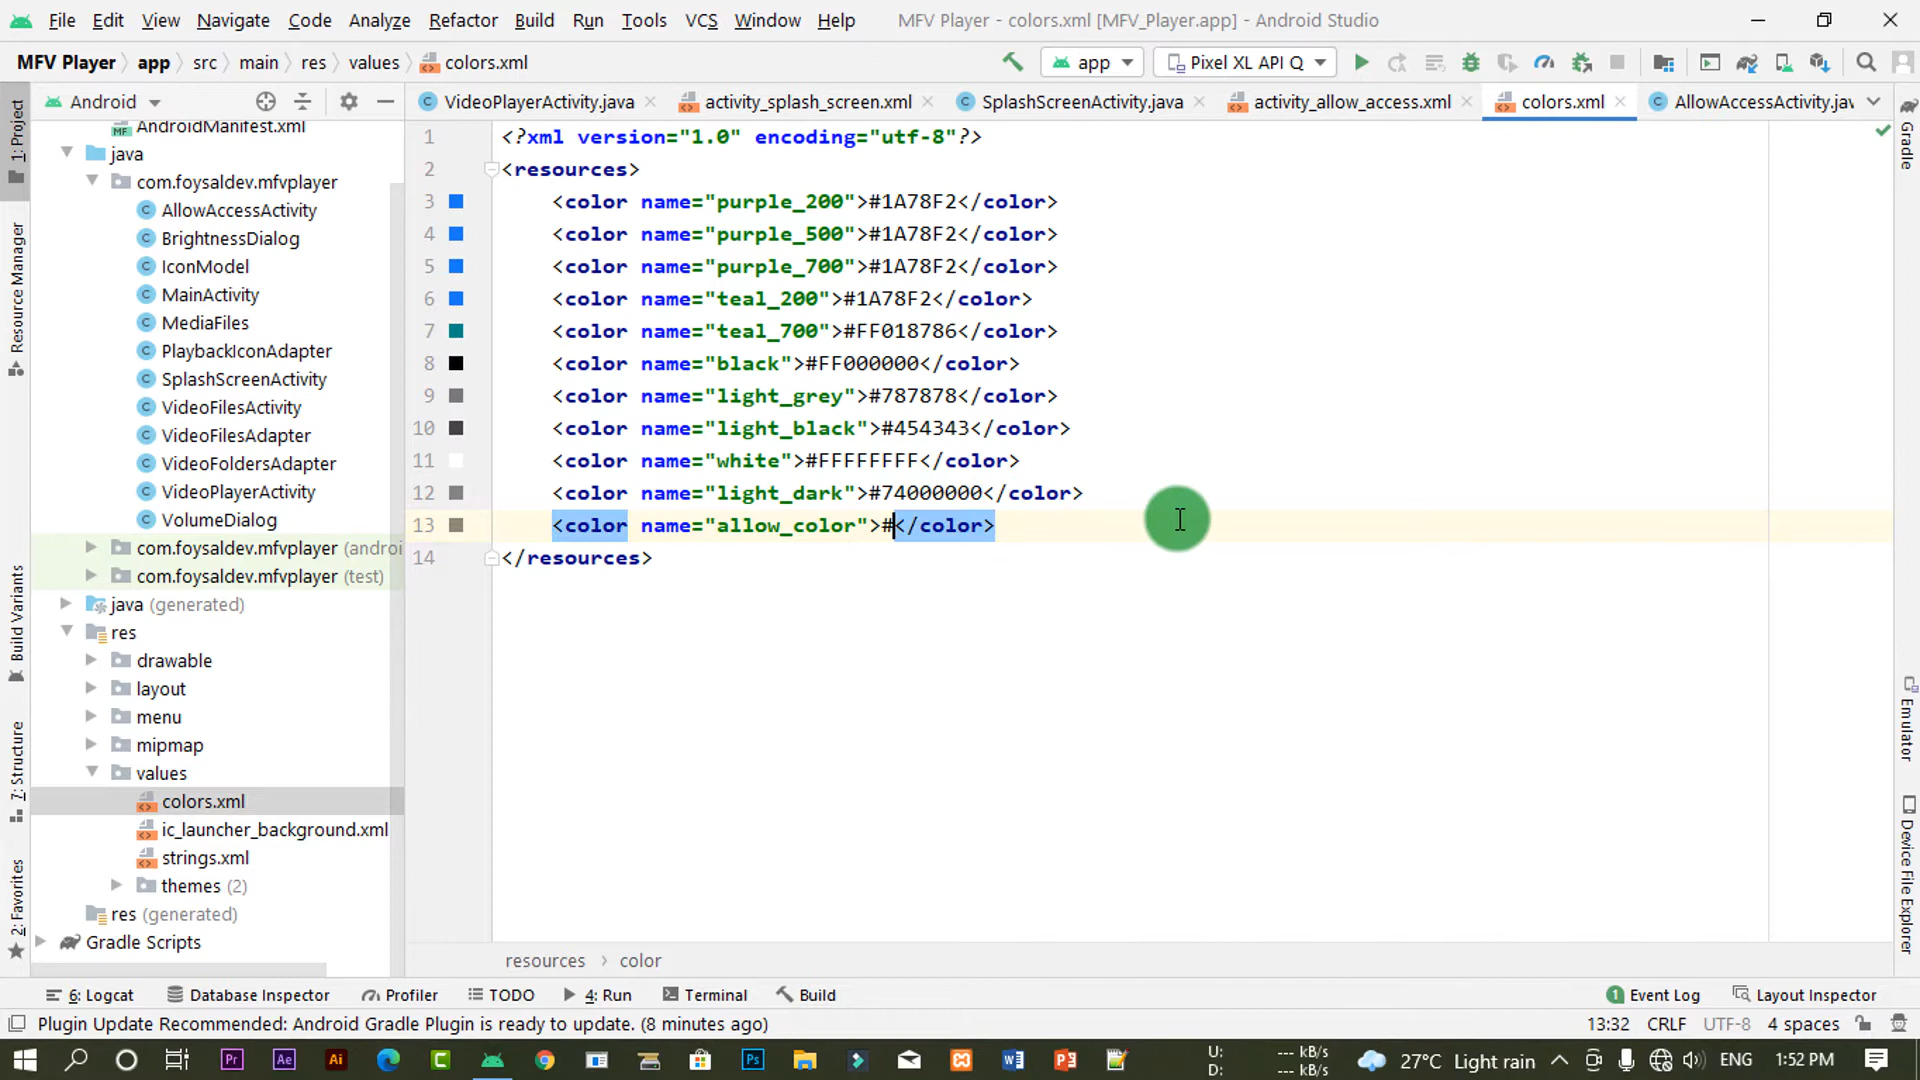 File Edit View Navigate Code Analyze Refactor Build Run Tools VCS Window Help MFV Player - colors.xml [MFV_Player.app] - Android Studio
MFV Player app src main res values colors.xml app Pixel XL API Q
Android
VideoPlayerActivity.java activity_splash_screen.xml SplashScreenActivity.java activity_allow_access.xml colors.xml AllowAccessActivity.jav
AndroidManifest.xml
java
com.foysaldev.mfvplayer
AllowAccessActivity
BrightnessDialog
IconModel
MainActivity
MediaFiles
PlaybackIconAdapter
SplashScreenActivity
VideoFilesActivity
VideoFilesAdapter
VideoFoldersAdapter
VideoPlayerActivity
VolumeDialog
com.foysaldev.mfvplayer (androi
com.foysaldev.mfvplayer (test)
java (generated)
res
drawable
layout
menu
mipmap
values
colors.xml
ic_launcher_background.xml
strings.xml
themes (2)
res (generated)
Gradle Scripts
1 <?xml version="1.0" encoding="utf-8"?>
2 <resources>
3 <color name="purple_200">#1A78F2</color>
4 <color name="purple_500">#1A78F2</color>
5 <color name="purple_700">#1A78F2</color>
6 <color name="teal_200">#1A78F2</color>
7 <color name="teal_700">#FF018786</color>
8 <color name="black">#FF000000</color>
9 <color name="light_grey">#787878</color>
10 <color name="light_black">#454343</color>
11 <color name="white">#FFFFFFFF</color>
12 <color name="light_dark">#74000000</color>
13 <color name="allow_color">#</color>
14 </resources>
resources color
1: Project
Resource Manager
Build Variants
7: Structure
2: Favorites
Gradle
Emulator
Device File Explorer
6: Logcat Database Inspector Profiler TODO 4: Run Terminal Build 1 Event Log Layout Inspector
Plugin Update Recommended: Android Gradle Plugin is ready to update. (8 minutes ago) 13:32 CRLF UTF-8 4 spaces
Pr Ae Ai C Ps W P U: --- kB/s
D: --- kB/s
27°C Light rain ENG 1:52 PM